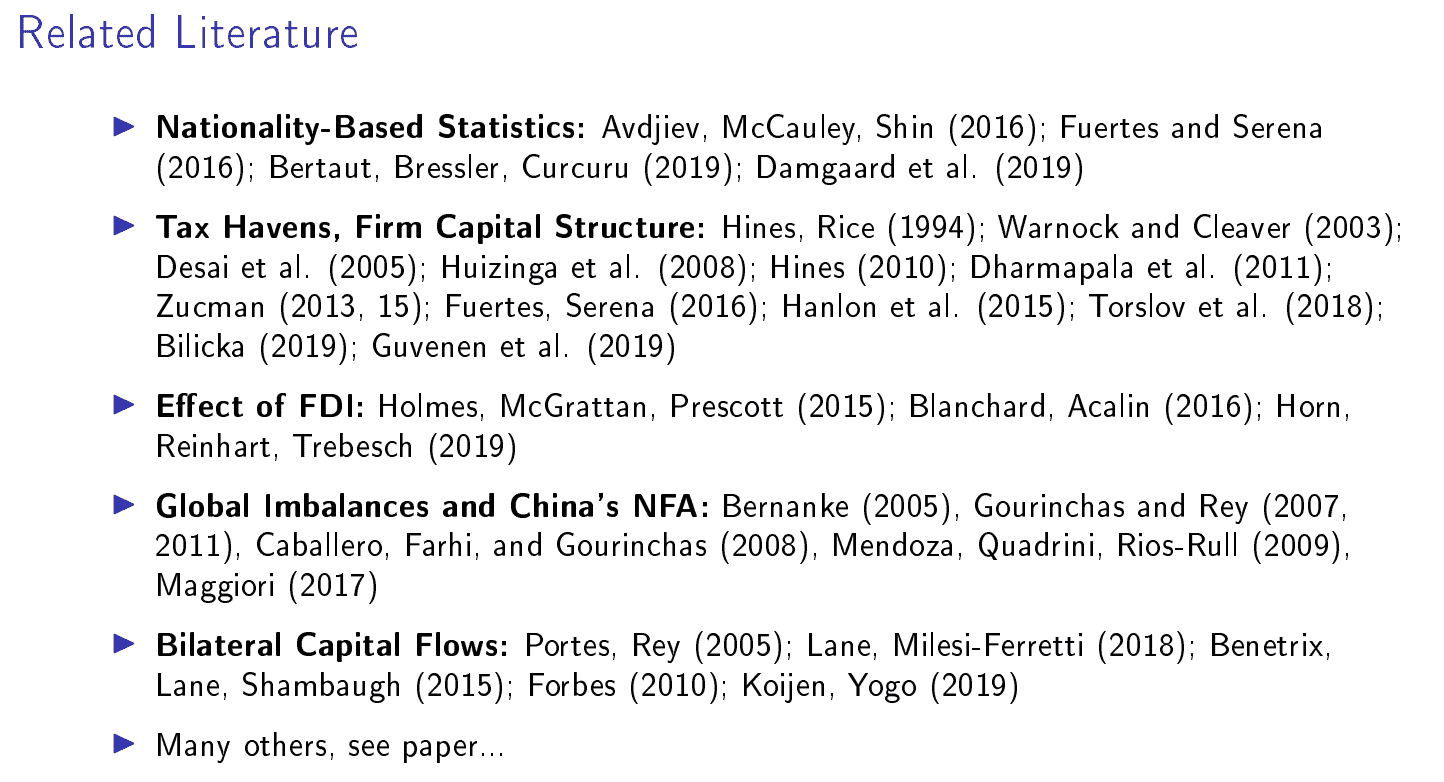 Related Literature
Nationality-Based Statistics: Avdjiev, McCauley, Shin (2016); Fuertes and Serena
(2016); Bertaut, Bressler, Curcuru (2019); Damgaard et al. (2019)
Tax Havens, Firm Capital Structure: Hines, Rice (1994); Warnock and Cleaver (2003);
Desai et al. (2005); Huizinga et al. (2008); Hines (2010); Dharmapala et al. (2011);
Zucman (2013, 15); Fuertes, Serena (2016); Hanlon et al. (2015); Torslov et al. (2018);
Bilicka (2019); Guvenen et al. (2019)
Effect of FDI: Holmes, McGrattan, Prescott (2015); Blanchard, Acalin (2016); Horn,
Reinhart, Trebesch (2019)
Global Imbalances and China's NFA: Bernanke (2005), Gourinchas and Rey (2007,
2011), Caballero, Farhi, and Gourinchas (2008), Mendoza, Quadrini, Rios-Rull (2009),
Maggiori (2017)
Bilateral Capital Flows: Portes, Rey (2005); Lane, Milesi-Ferretti (2018); Benetrix,
Lane, Shambaugh (2015); Forbes (2010); Koijen, Yogo (2019)
Many others, see paper...